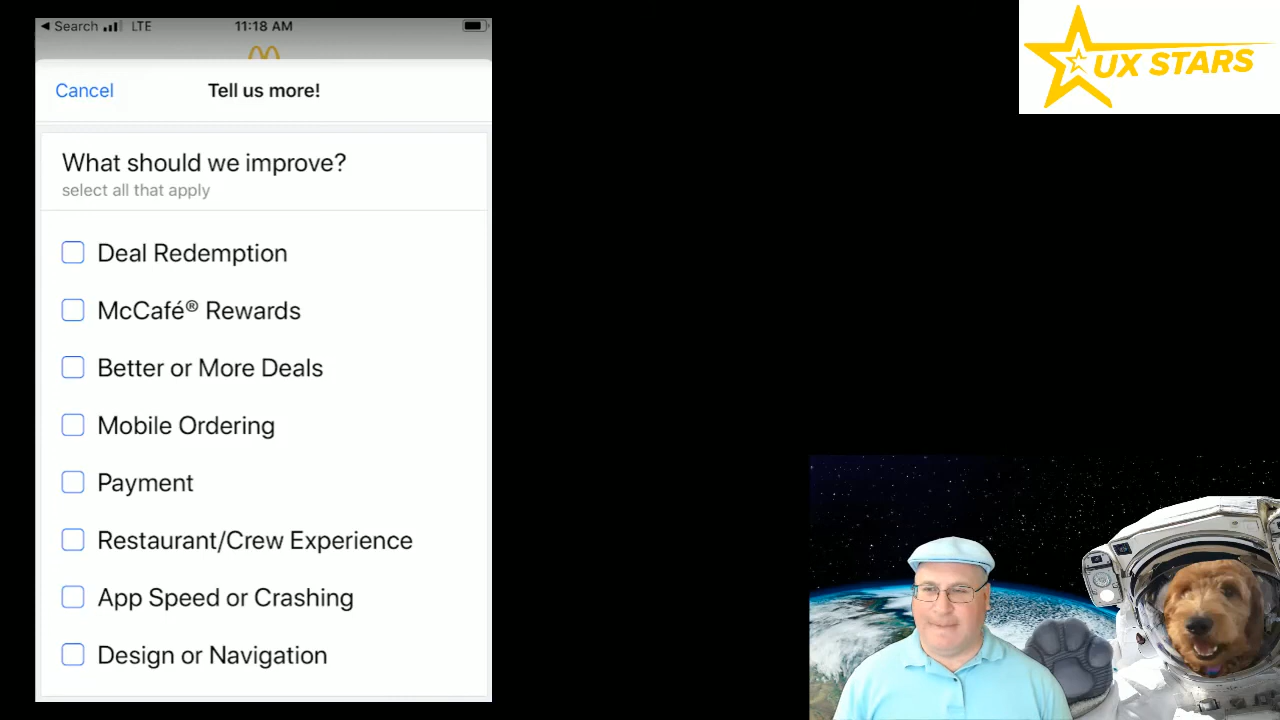 Search LTE 11:18 AM
Cancel Tell us more!
What should we improve?
select all that apply
Deal Redemption
McCafé® Rewards
Better or More Deals
Mobile Ordering
Payment
Restaurant/Crew Experience
App Speed or Crashing
Design or Navigation
UX STARS